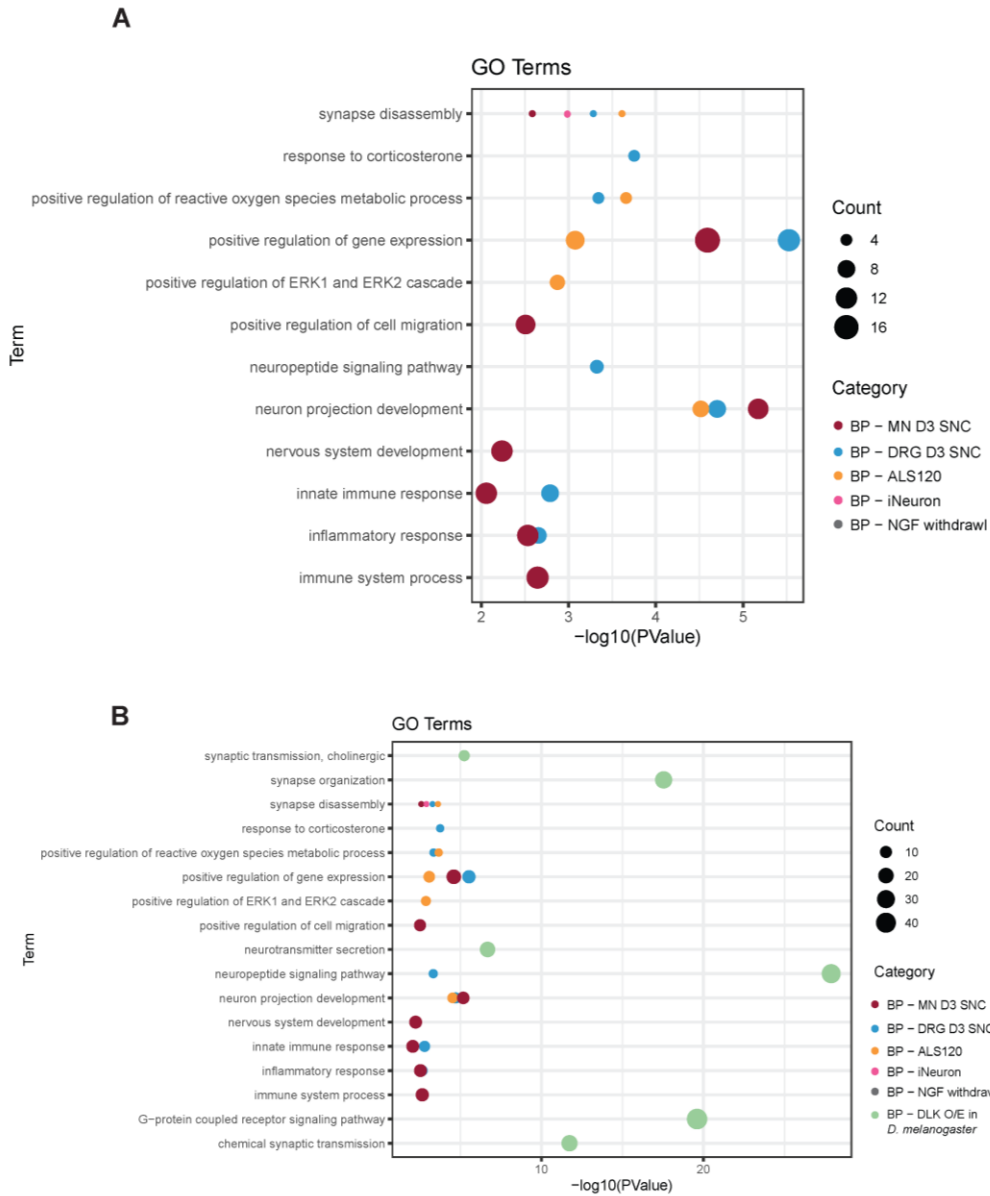 A
GO Terms
synapse disassembly
response to corticosterone
positive regulation of reactive oxygen species metabolic process
positive regulation of gene expression
positive regulation of ERK1 and ERK2 cascade
positive regulation of cell migration
neuropeptide signaling pathway
neuron projection development
nervous system development
innate immune response
inflammatory response
immune system process
Term
2 3 4 5
−log10(PValue)
Count
4
8
12
16
Category
BP − MN D3 SNC
BP − DRG D3 SNC
BP − ALS120
BP − iNeuron
BP − NGF withdrawl
B
GO Terms
synaptic transmission, cholinergic
synapse organization
synapse disassembly
response to corticosterone
positive regulation of reactive oxygen species metabolic process
positive regulation of gene expression
positive regulation of ERK1 and ERK2 cascade
positive regulation of cell migration
neurotransmitter secretion
neuropeptide signaling pathway
neuron projection development
nervous system development
innate immune response
inflammatory response
immune system process
G−protein coupled receptor signaling pathway
chemical synaptic transmission
Term
10 20
−log10(PValue)
Count
10
20
30
40
Category
BP − MN D3 SNC
BP − DRG D3 SNC
BP − ALS120
BP − iNeuron
BP − NGF withdrav
BP − DLK O/E in
D. melanogaster